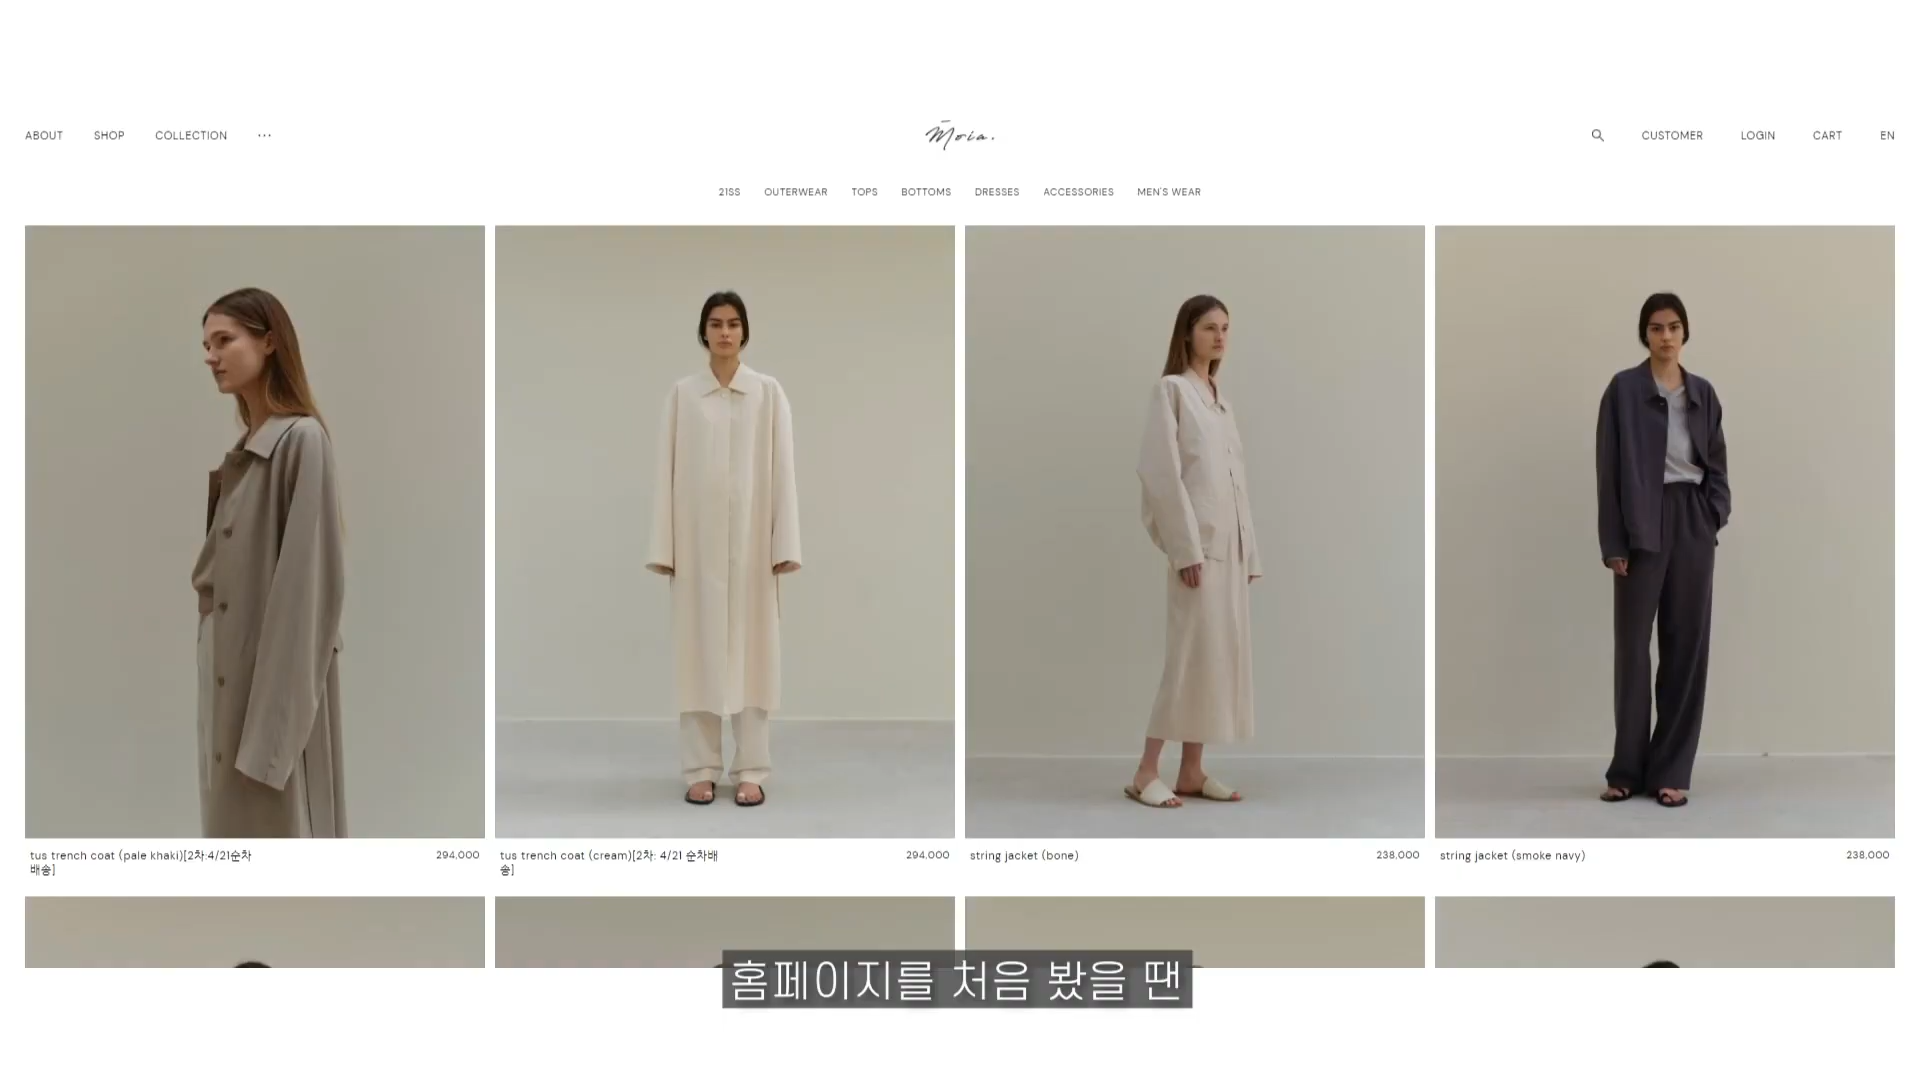 ABOUT SHOP COLLECTION ...
Moia.
CUSTOMER LOGIN CART EN
21SS OUTERWEAR TOPS BOTTOMS DRESSES ACCESSORIES MEN'S WEAR
tus trench coat (pale khaki)[2차:4/21순차
배송]
294,000
tus trench coat (cream)[2차: 4/21 순차배
송]
294,000
string jacket (bone)
238,000
string jacket (smoke navy)
238,000
홈페이지를 처음 봤을 땐